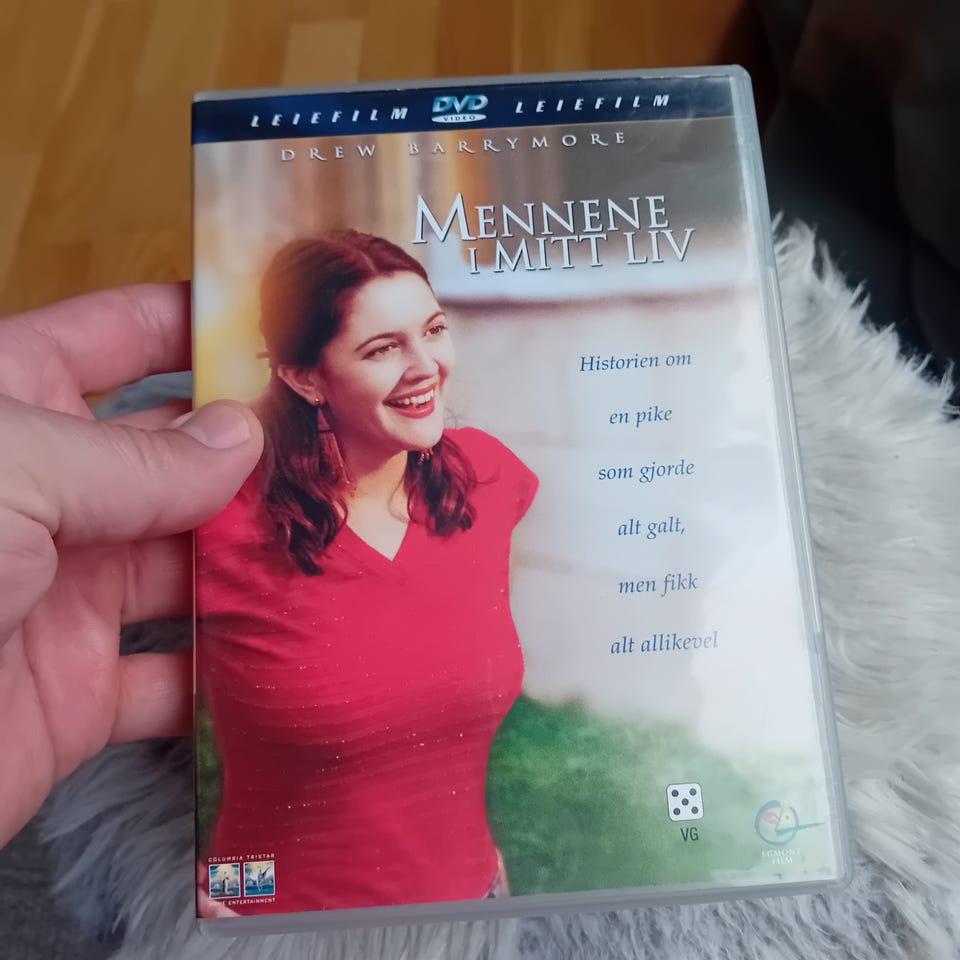 LEIEFILM DVD VIDEO LEIEFILM
DREW BARRYMORE
MENNENE
I MITT LIV
Historien om
en pike
som gjorde
alt galt,
men fikk
alt allikevel
VG
EGMONT
FILM
COLUMBIA TRISTAR
HOME ENTERTAINMENT